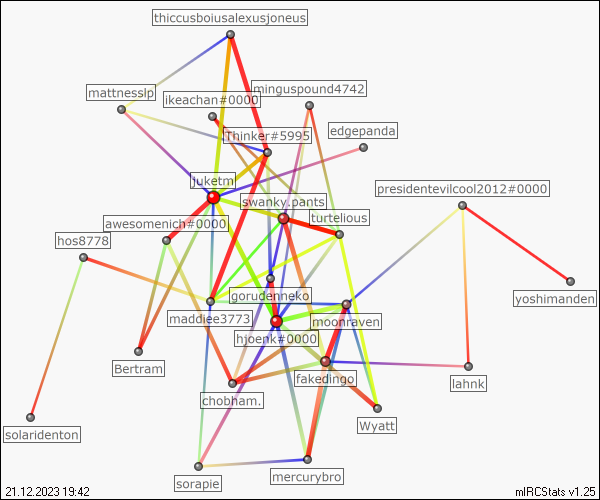 thiccusboiusalexusjoneus
mattnesslp
ikeachan#0000
minguspound4742
Thinker#5995
edgepanda
juketm
presidentevilcool2012#0000
swanky.pants
turtelious
awesomenich#0000
hos8778
gorudenneko
yoshimanden
maddiee3773
moonraven
hjoenk#0000
Bertram
fakedingo
lahnk
chobham.
Wyatt
solaridenton
sorapie
mercurybro
21.12.2023 19:42
mIRCStats v1.25